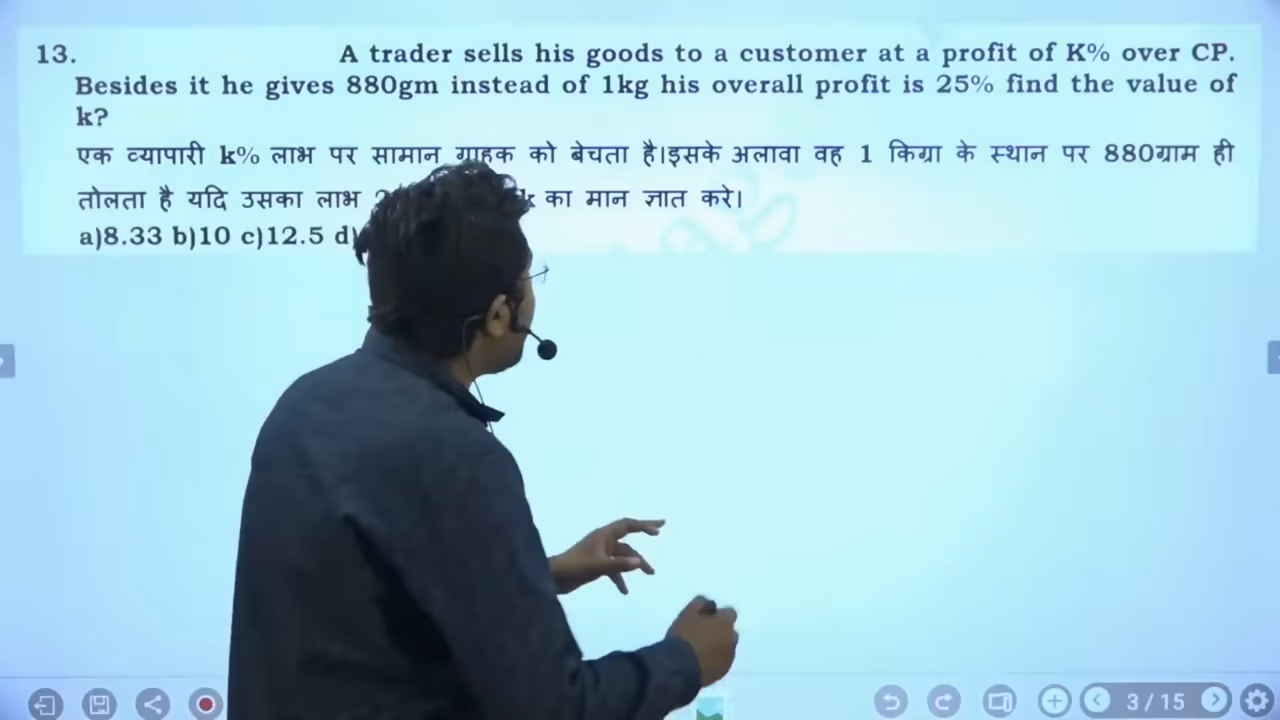 13. A trader sells his goods to a customer at a profit of K% over CP.
Besides it he gives 880gm instead of 1kg his overall profit is 25% find the value of
k?
एक व्यापारी k% लाभ पर सामान ग्राहक को बेचता है।इसके अलावा वह 1 किग्रा के स्थान पर 880ग्राम ही
तोलता है यदि उसका लाभ का मान ज्ञात करे।
a)8.33 b)10 c)12.5 d)
3/15